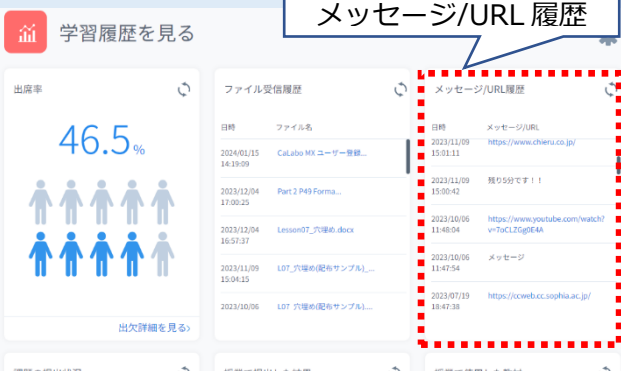 メッセージ/URL 履歴
学習履歴を見る
出席率
46.5%
出欠詳細を見る>
ファイル受信履歴
日時 ファイル名
2024/01/15 CaLabo MX ユーザー登録...
14:19:09
2023/12/04 Part 2 P49 Forma...
17:00:25
2023/12/04 Lesson07_穴埋め.docx
16:57:37
2023/11/09 L07_穴埋め(配布サンプル)_...
15:04:15
2023/10/06 L07 穴埋め(配布サンプル)....
メッセージ/URL履歴
日時 メッセージ/URL
2023/11/09 https://www.chieru.co.jp/
15:01:11
2023/11/09 残り5分です！！
15:00:42
2023/10/06 https://www.youtube.com/watch?
11:48:04 v=ToCLZGg0E4A
2023/10/06 メッセージ
11:47:54
2023/07/19 https://ccweb.cc.sophia.ac.jp/
18:47:38